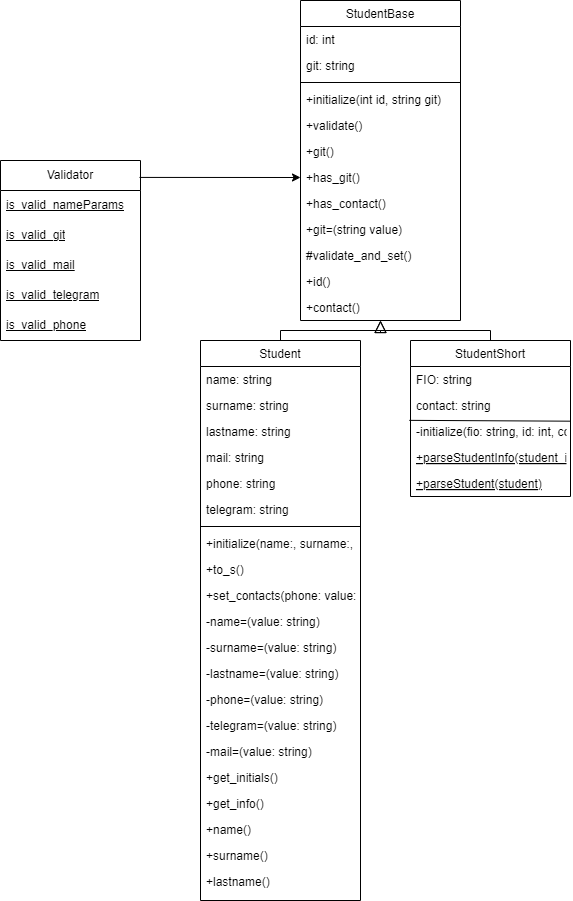 StudentBase
id: int
git: string
+initialize(int id, string git)
+validate()
+git()
+has_git()
+has_contact()
+git=(string value)
#validate_and_set()
+id()
+contact()
Validator
is_valid_nameParams
is_valid_git
is_valid_mail
is_valid_telegram
is_valid_phone
Student
name: string
surname: string
lastname: string
mail: string
phone: string
telegram: string
+initialize(name:, surname:,
+to_s()
+set_contacts(phone: value:
-name=(value: string)
-surname=(value: string)
-lastname=(value: string)
-phone=(value: string)
-telegram=(value: string)
-mail=(value: string)
+get_initials()
+get_info()
+name()
+surname()
+lastname()
StudentShort
FIO: string
contact: string
-initialize(fio: string, id: int,
+parseStudentInfo(student_i
+parseStudent(student)